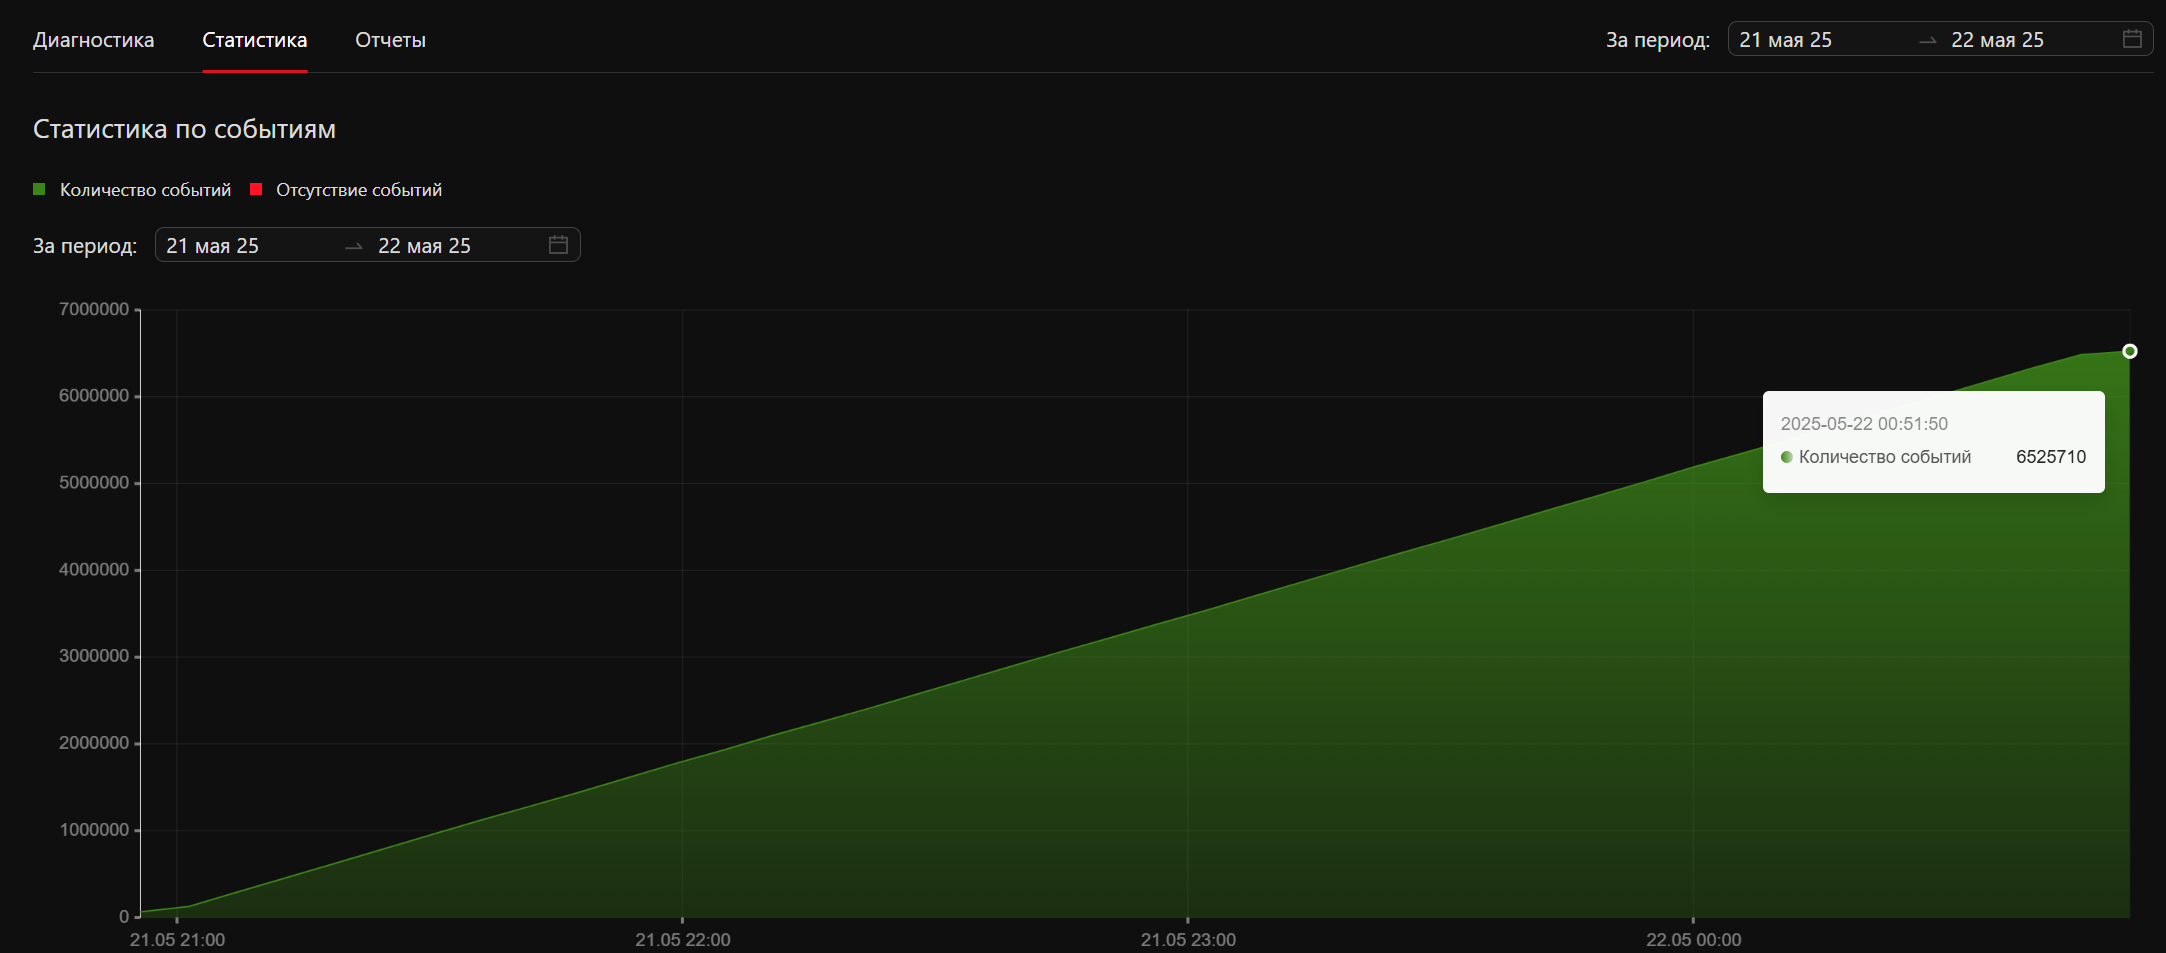 Диагностика Статистика Отчеты За период: 21 мая 25 22 мая 25
Статистика по событиям
Количество событий Отсутствие событий
За период: 21 мая 25 22 мая 25
7000000
6000000
2025-05-22 00:51:50
Количество событий 6525710
5000000
4000000
3000000
2000000
1000000
0
21.05 21:00 21.05 22:00 21.05 23:00 22.05 00:00